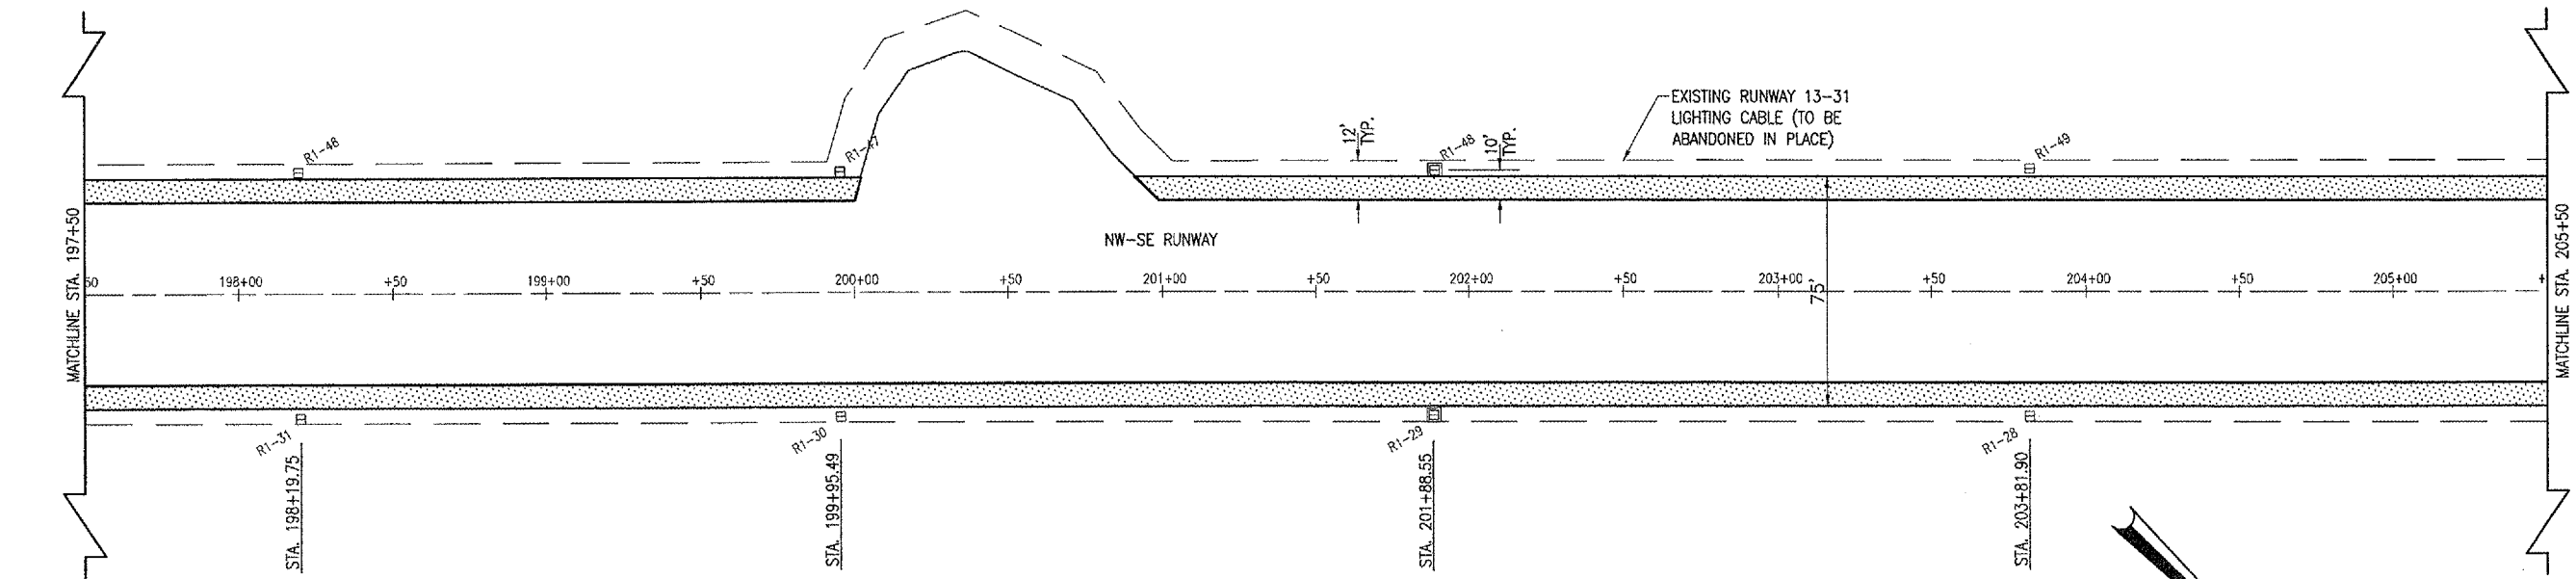 EXISTING RUNWAY 13-31
LIGHTING CABLE (TO BE
ABANDONED IN PLACE)
12'
TYP.
10'
TYP.
R1-48
R1-47
R1-48
R1-49
NW-SE RUNWAY
MATCHLINE STA. 197+50
MATCHLINE STA. 205+50
50
198+00
+50
199+00
+50
200+00
+50
201+00
+50
202+00
+50
203+00
+50
204+00
+50
205+00
+
75'
R1-31
R1-30
R1-29
R1-28
STA. 198+19.75
STA. 199+95.49
STA. 201+88.55
STA. 203+81.90